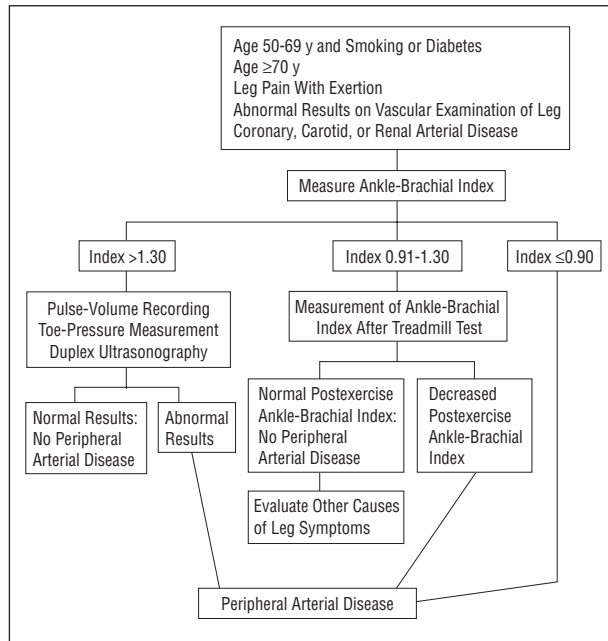 Age 50-69 y and Smoking or Diabetes
Age ≥70 y
Leg Pain With Exertion
Abnormal Results on Vascular Examination of Leg
Coronary, Carotid, or Renal Arterial Disease
Measure Ankle-Brachial Index
Index >1.30
Index 0.91-1.30
Index ≤0.90
Pulse-Volume Recording
Toe-Pressure Measurement
Duplex Ultrasonography
Measurement of Ankle-Brachial
Index After Treadmill Test
Normal Results:
No Peripheral
Arterial Disease
Abnormal
Results
Normal Postexercise
Ankle-Brachial Index:
No Peripheral
Arterial Disease
Decreased
Postexercise
Ankle-Brachial
Index
Evaluate Other Causes
of Leg Symptoms
Peripheral Arterial Disease